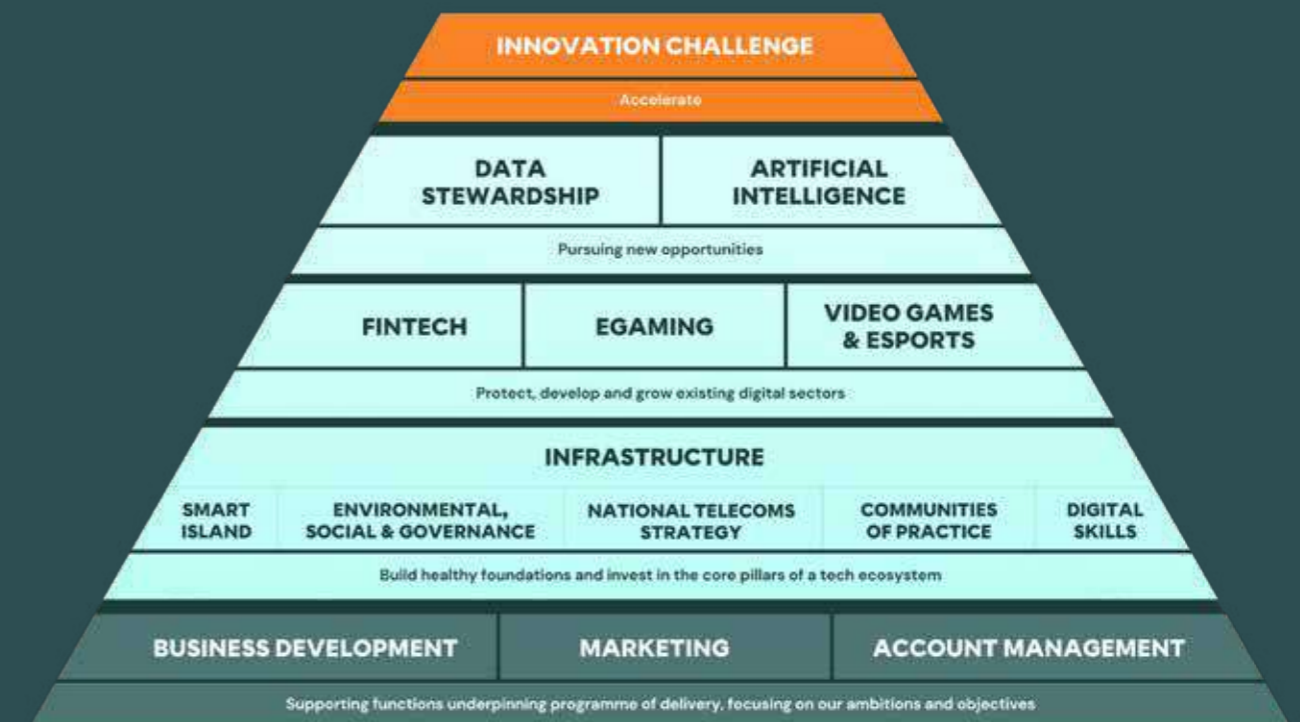 INNOVATION CHALLENGE
Accelerate
DATA
STEWARDSHIP
ARTIFICIAL
INTELLIGENCE
Pursuing new opportunities
FINTECH
EGAMING
VIDEO GAMES
& ESPORTS
Protect, develop and grow existing digital sectors
INFRASTRUCTURE
SMART
ISLAND
ENVIRONMENTAL,
SOCIAL & GOVERNANCE
NATIONAL TELECOMS
STRATEGY
COMMUNITIES
OF PRACTICE
DIGITAL
SKILLS
Build healthy foundations and invest in the core pillars of a tech ecosystem
BUSINESS DEVELOPMENT
MARKETING
ACCOUNT MANAGEMENT
Supporting functions underpinning programme of delivery, focusing on our ambitions and objectives